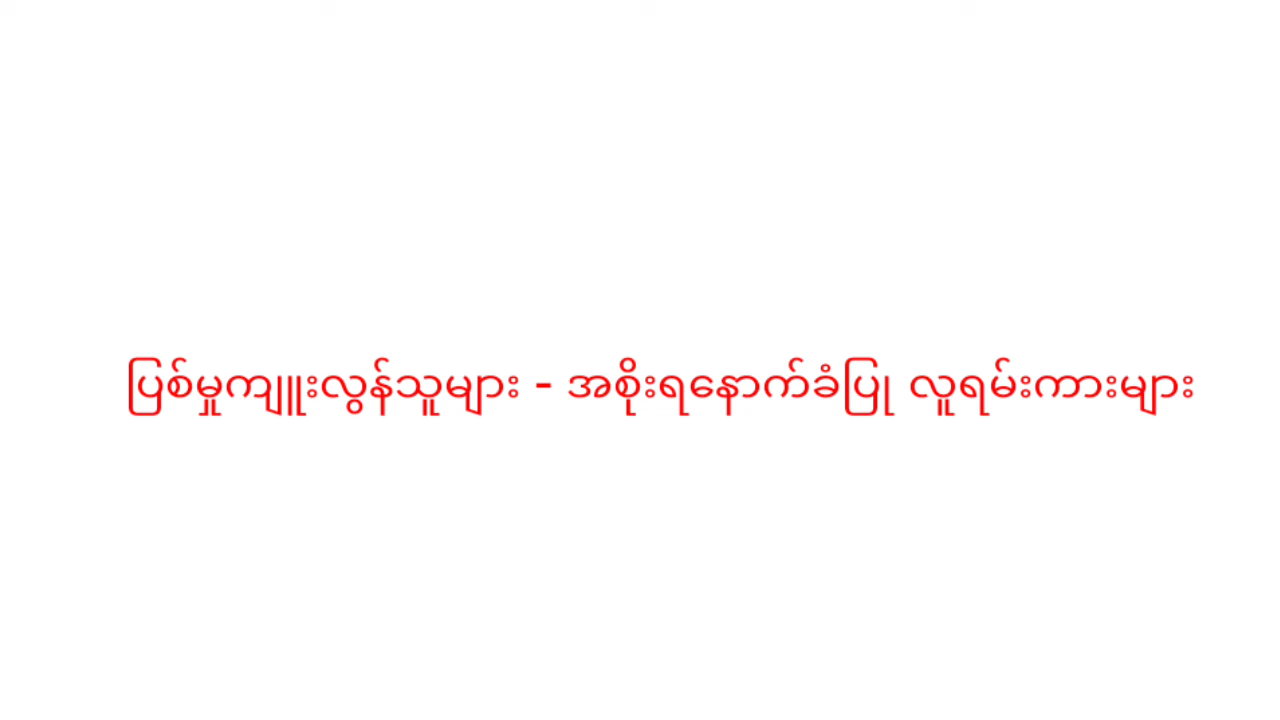 ပြစ်မှုကျူးလွန်သူများ - အစိုးရနောက်ခံပြု လူရမ်းကားများ